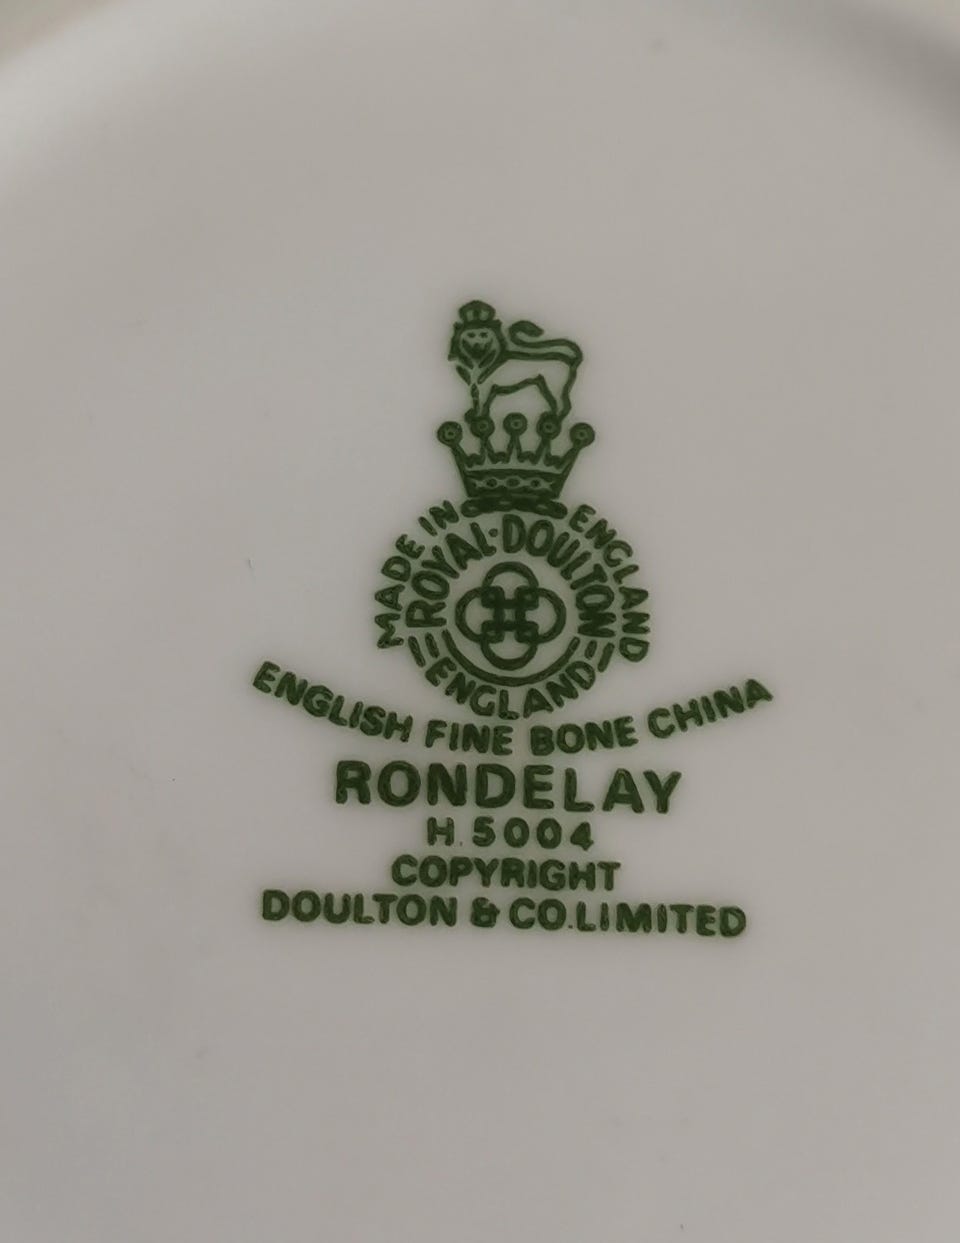 MADE IN ENGLAND
ROYAL·DOULTON
ENGLAND
ENGLISH FINE BONE CHINA
RONDELAY
H.5004
COPYRIGHT
DOULTON & CO.LIMITED